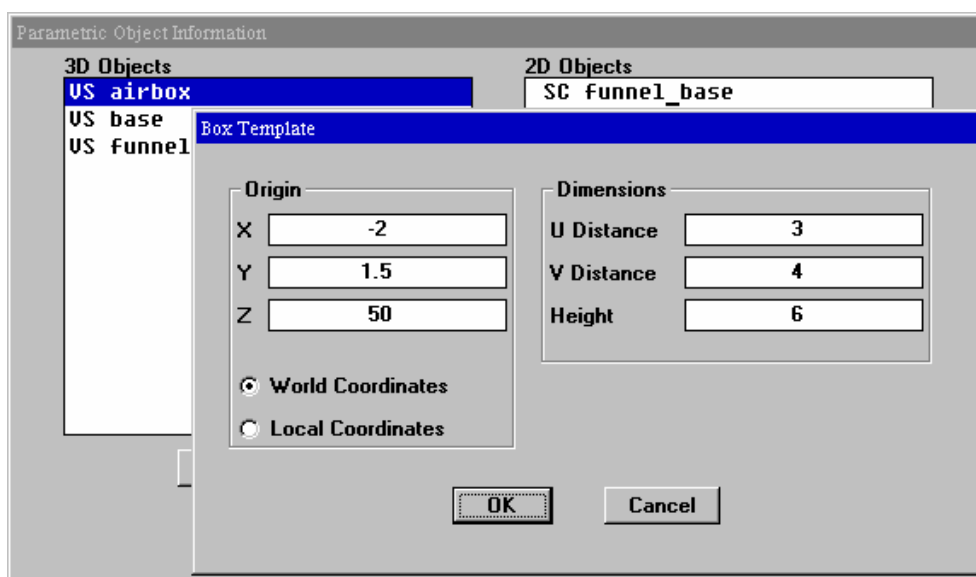 Parametric Object Information
3D Objects
2D Objects
VS airbox
SC funnel_base
VS base
VS funnel
Box Template
Origin
Dimensions
X -2
U Distance 3
Y 1.5
V Distance 4
Z 50
Height 6
World Coordinates
Local Coordinates
OK
Cancel